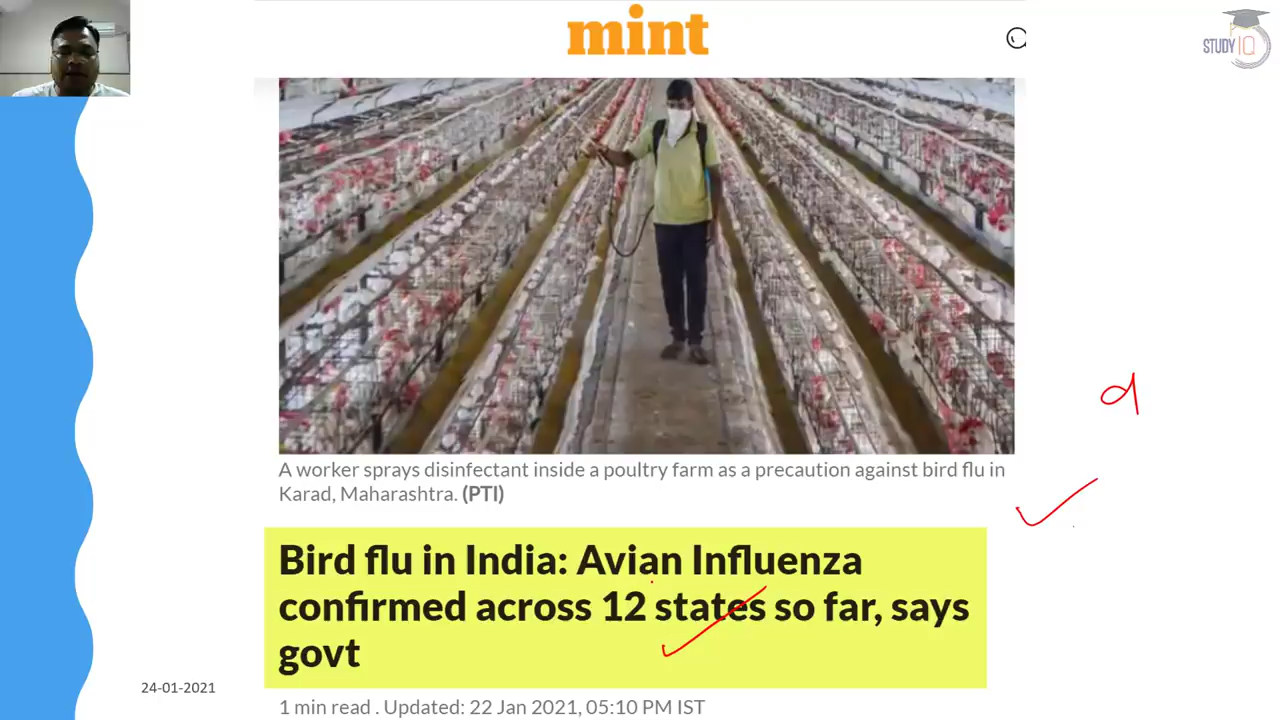 mint
STUDY IQ
A worker sprays disinfectant inside a poultry farm as a precaution against bird flu in
Karad, Maharashtra. (PTI)
Bird flu in India: Avian Influenza
confirmed across 12 states so far, says
govt
24-01-2021
1 min read . Updated: 22 Jan 2021, 05:10 PM IST